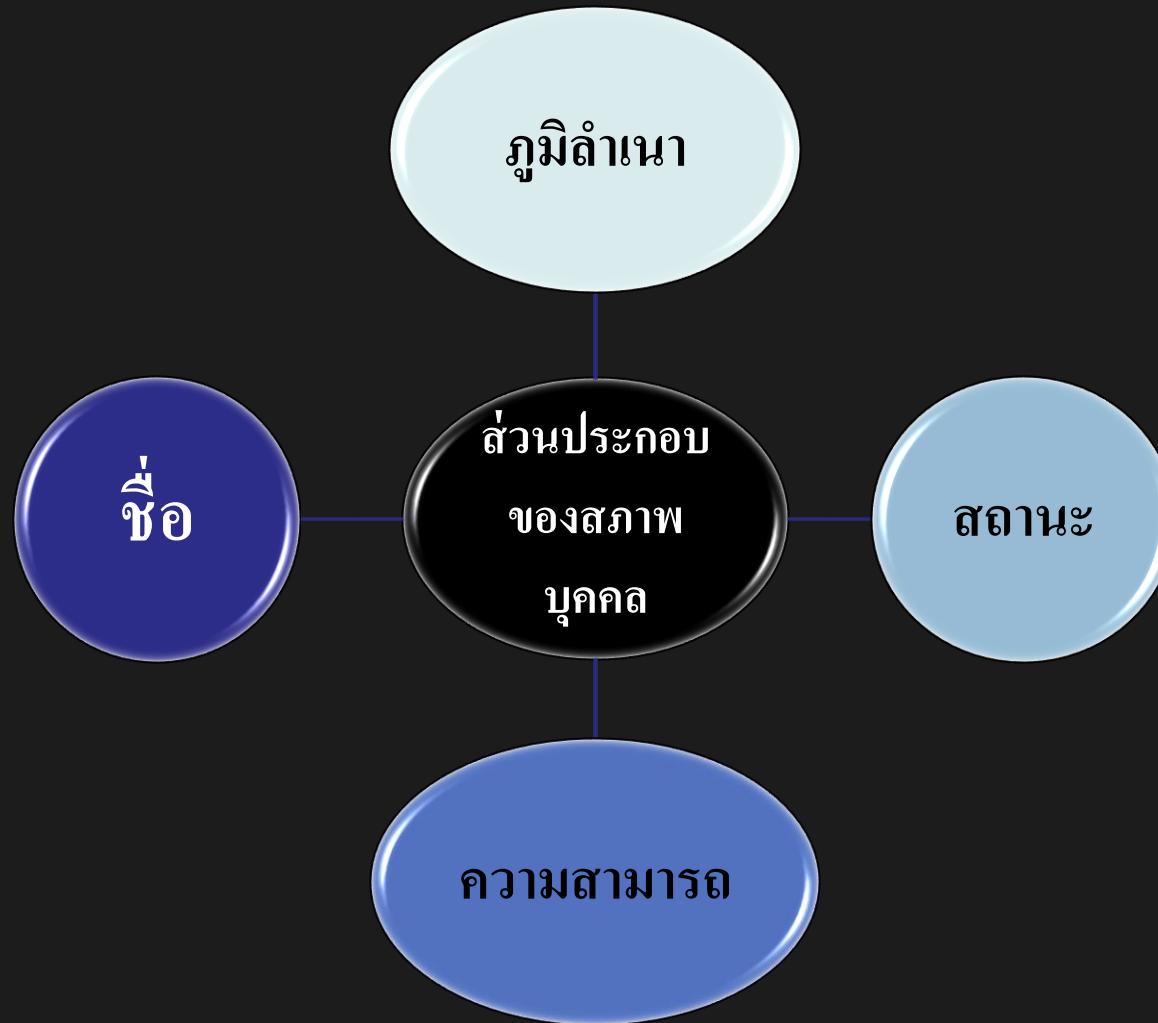 ภูมิลำเนา
ชื่อ
ส่วนประกอบ
ของสภาพ
บุคคล
สถานะ
ความสามารถ